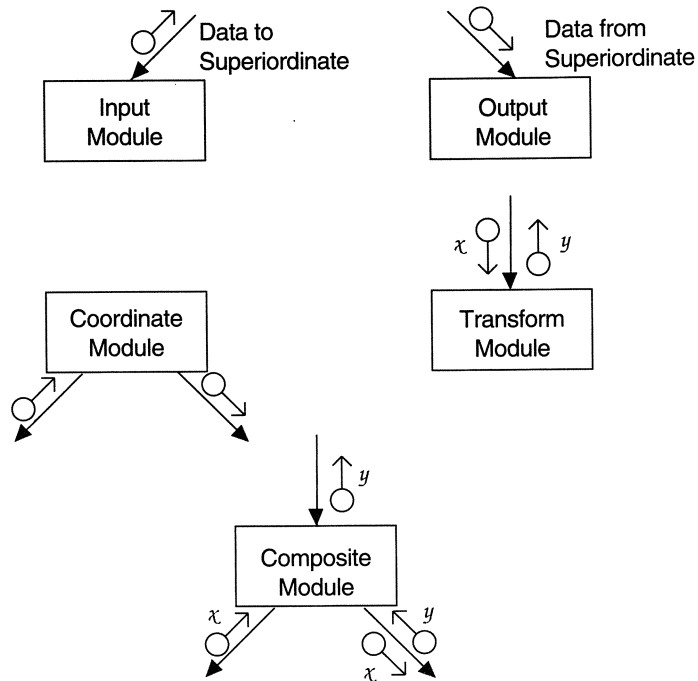 Data to
Superiordinate
Input
Module
Data from
Superiordinate
Output
Module
x
y
Coordinate
Module
Transform
Module
y
Composite
Module
x
y
x